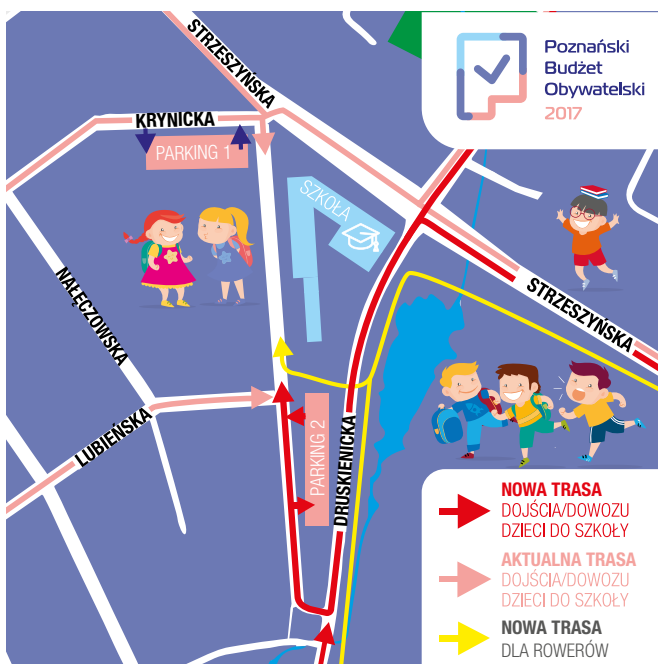 Poznański
Budżet
Obywatelski
2017
STRZESZYŃSKA
KRYNICKA
PARKING 1
SZKOŁA
NAŁĘCZOWSKA
STRZESZYŃSKA
LUBIEŃSKA
PARKING 2
DRUSKIENICKA
NOWA TRASA
DOJŚCIA/DOWOZU
DZIECI DO SZKOŁY
AKTUALNA TRASA
DOJŚCIA/DOWOZU
DZIECI DO SZKOŁY
NOWA TRASA
DLA ROWERÓW